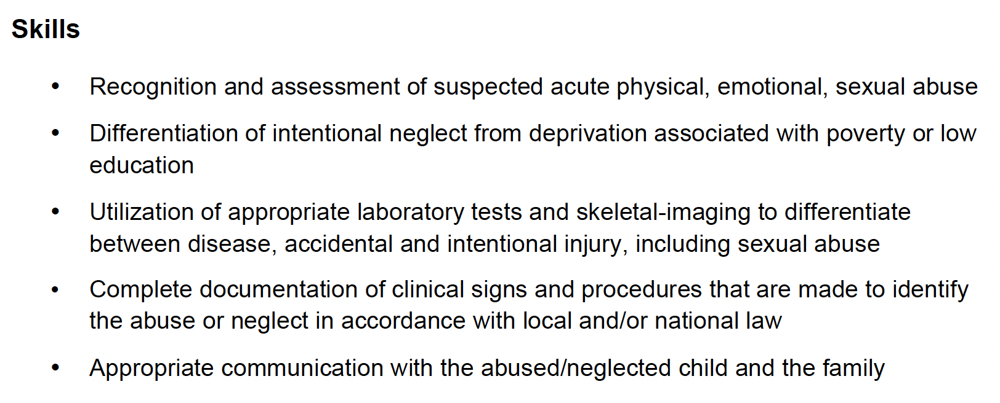 Skills
• Recognition and assessment of suspected acute physical, emotional, sexual abuse
• Differentiation of intentional neglect from deprivation associated with poverty or low
education
• Utilization of appropriate laboratory tests and skeletal-imaging to differentiate
between disease, accidental and intentional injury, including sexual abuse
• Complete documentation of clinical signs and procedures that are made to identify
the abuse or neglect in accordance with local and/or national law
• Appropriate communication with the abused/neglected child and the family